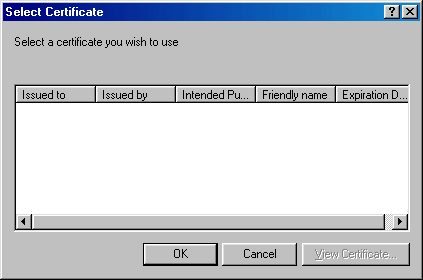 Select Certificate
Select a certificate you wish to use
Issued to Issued by Intended Pu... Friendly name Expiration D...
OK Cancel View Certificate...